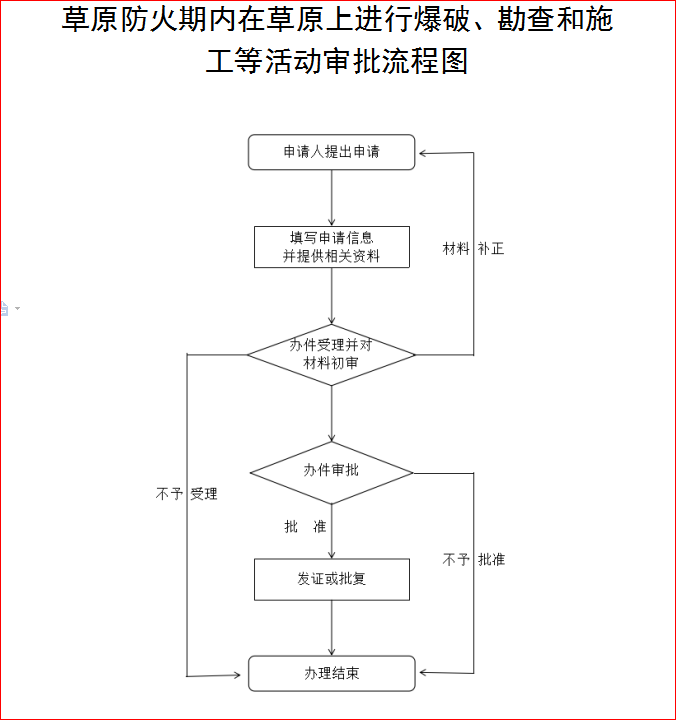 草原防火期内在草原上进行爆破、勘查和施
工等活动审批流程图
申请人提出申请
填写申请信息
并提供相关资料
材料 补正
办件受理并对
材料初审
办件审批
不予 受理
批 准
不予 批准
发证或批复
办理结束